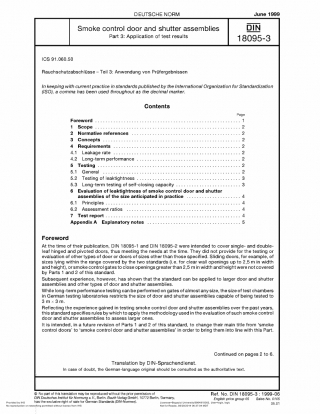 DEUTSCHE NORM
June 1999
Smoke control door and shutter assemblies
Part 3: Application of test results
DIN
18095-3
ICS 91.060.50
Rauchschutzabschlüsse – Teil 3: Anwendung von Prüfergebnissen
In keeping with current practice in standards published by the International Organization for Standardization
(ISO), a comma has been used throughout as the decimal marker.
Contents
Page
Foreword 1
1 Scope 2
2 Normative references 2
3 Concepts 2
4 Requirements 2
4.1 Leakage rate 2
4.2 Long-term performance 2
5 Testing 2
5.1 General 2
5.2 Testing of leaktightness 3
5.3 Long-term testing of self-closing capacity 3
6 Evaluation of leaktightness of smoke control door and shutter
assemblies of the size anticipated in practice 4
6.1 Principles 4
6.2 Assessment ratios 4
7 Test report 4
Appendix A Explanatory notes 5
Foreword
At the time of their publication, DIN 18095-1 and DIN 18095-2 were intended to cover single- and double-
leaf hinged and pivoted doors, thus meeting the needs at the time. They did not provide for the testing or
evaluation of other types of door or doors of sizes other than those specified. Sliding doors, for example, of
sizes lying within the range covered by the two standards (i.e. for clear wall openings up to 2,5 m in width
and height), or smoke control gates to close openings greater than 2,5 m in width and height were not covered
by Parts 1 and 2 of this standard.
Subsequent experience, however, has shown that the standard can be applied to larger door and shutter
assemblies and other types of door and shutter assemblies.
While long-term performance testing can be performed on gates of almost any size, the size of test chambers
in German testing laboratories restricts the size of door and shutter assemblies capable of being tested to
Reflecting the experience gained in testing smoke control door and shutter assemblies over the past years,
this standard specifies rules by which to apply the methodology used in the evaluation of such smoke control
door and shutter assemblies to assess larger ones.
It is intended, in a future revision of Parts 1 and 2 of this standard, to change their main title from 'smoke
control doors' to 'smoke control door and shutter assemblies' in order to bring them into line with this Part.
Continued on pages 2 to 6.
Translation by DIN-Sprachendienst.
In case of doubt, the German-language original should be consulted as the authoritative text.
© No part of this translation may be reproduced without the prior permission of
DIN Deutsches Institut für Normung e.V., Berlin. Beuth Verlag GmbH, 10772 Berlin, Germany,
has the exclusive right of sale for German Standards (DIN-Normen).
Ref. No. DIN 18095-3 : 1999-06